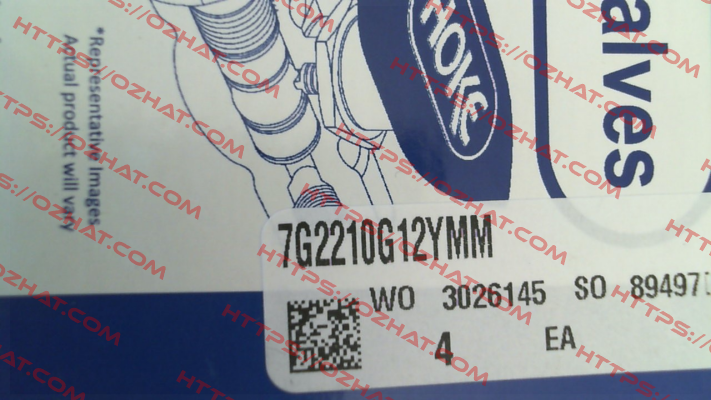 *Representative Images
Actual product will vary
HOKE
alves
7G2210G12YMM
WO 3026145 SO 89497
4 EA
HTTPS://OZHAT.COM